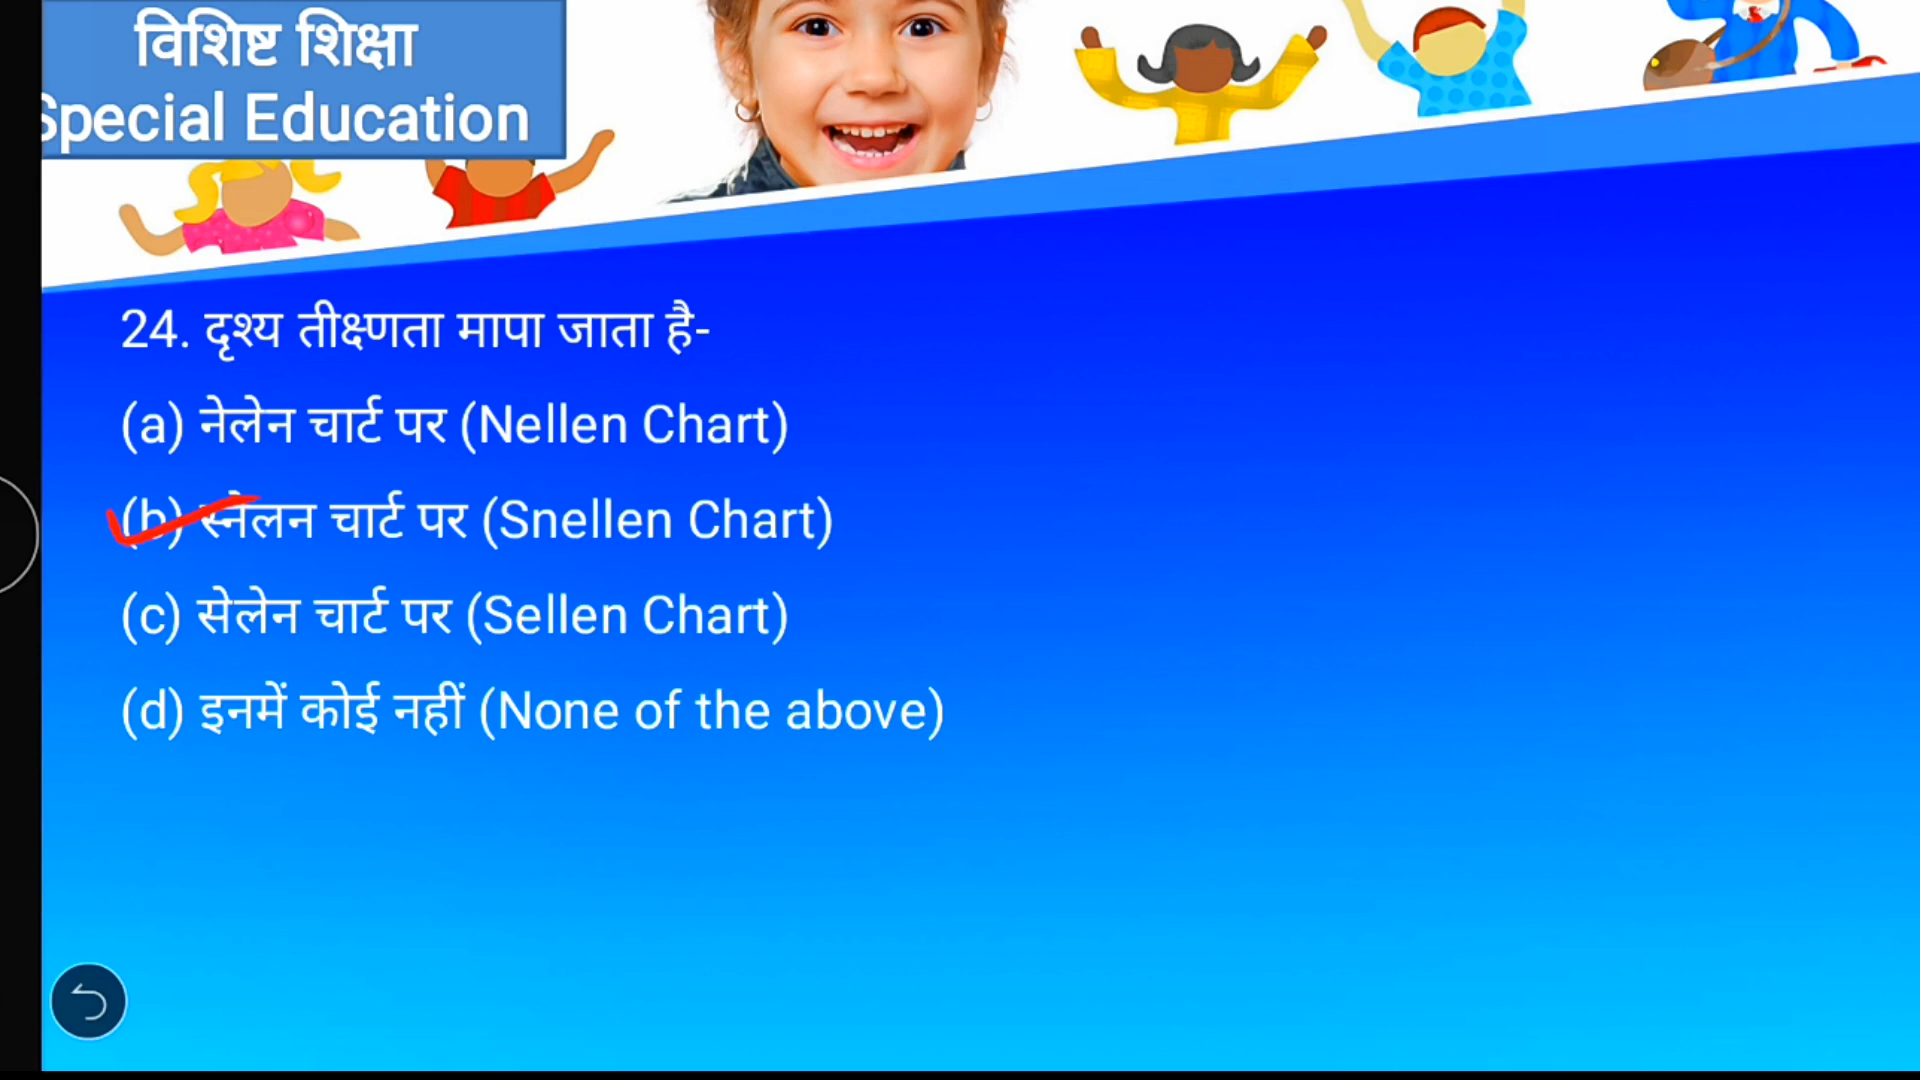 विशिष्ट शिक्षा
Special Education
24. दृश्य तीक्ष्णता मापा जाता है-
(a) नेलेन चार्ट पर (Nellen Chart)
(b) स्नेलन चार्ट पर (Snellen Chart)
(c) सेलेन चार्ट पर (Sellen Chart)
(d) इनमें कोई नहीं (None of the above)